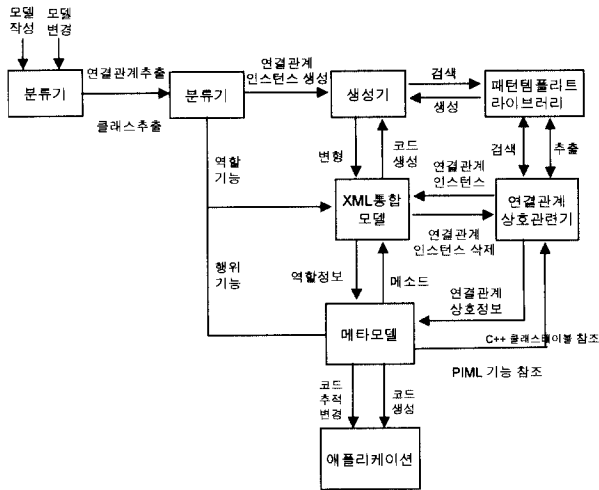 모델
작성
모델
변경
분류기
연결관계추출
클래스추출
분류기
연결관계
인스턴스 생성
생성기
검색
생성
패턴템플리트
라이브러리
역할
기능
변형
코드
생성
연결관계
인스턴스
검색
추출
XML통합
모델
연결관계
인스턴스 삭제
연결관계
상호관련기
행위
기능
역할정보
메소드
연결관계
상호정보
메타모델
C++ 클래스테이블 참조
PIML 기능 참조
코드
추적
변경
코드
생성
애플리케이션